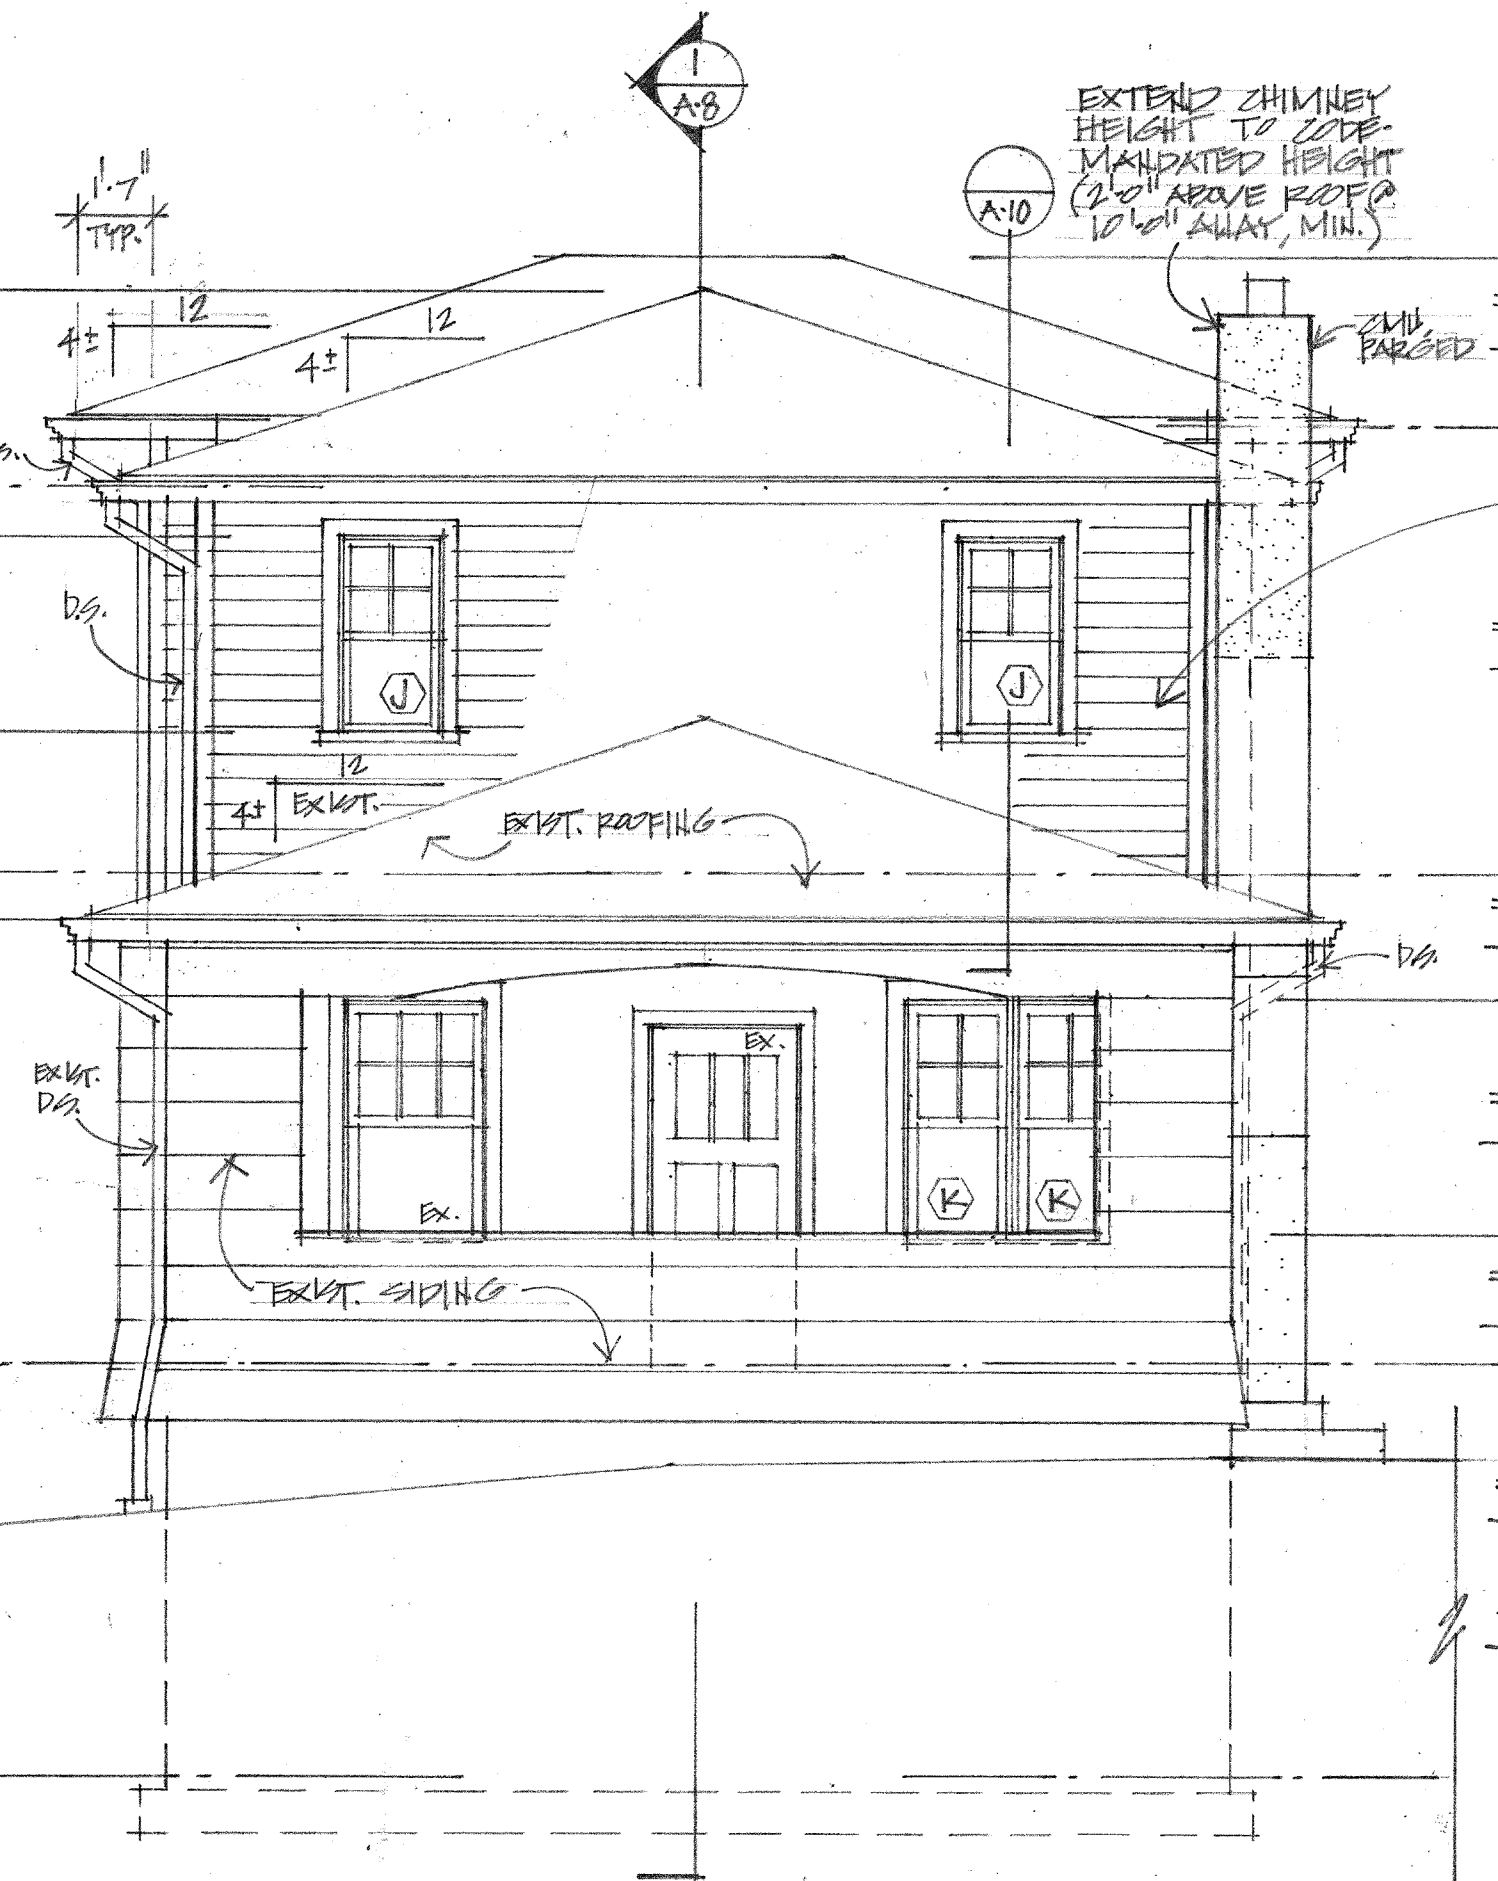 1
A-8
EXTEND CHIMNEY
HEIGHT TO CODE-
MANDATED HEIGHT
(2'-0" ABOVE ROOF @
10'-0" AWAY, MIN.)
1'-7"
TYP.
A-10
12
4±
12
4±
CMU,
PARGED
S.
D.S.
J
J
12
4±
EXIST.
EXIST. ROOFING
D.S.
EX.
EXIST.
D.S.
EX.
K
K
EXIST. SIDING